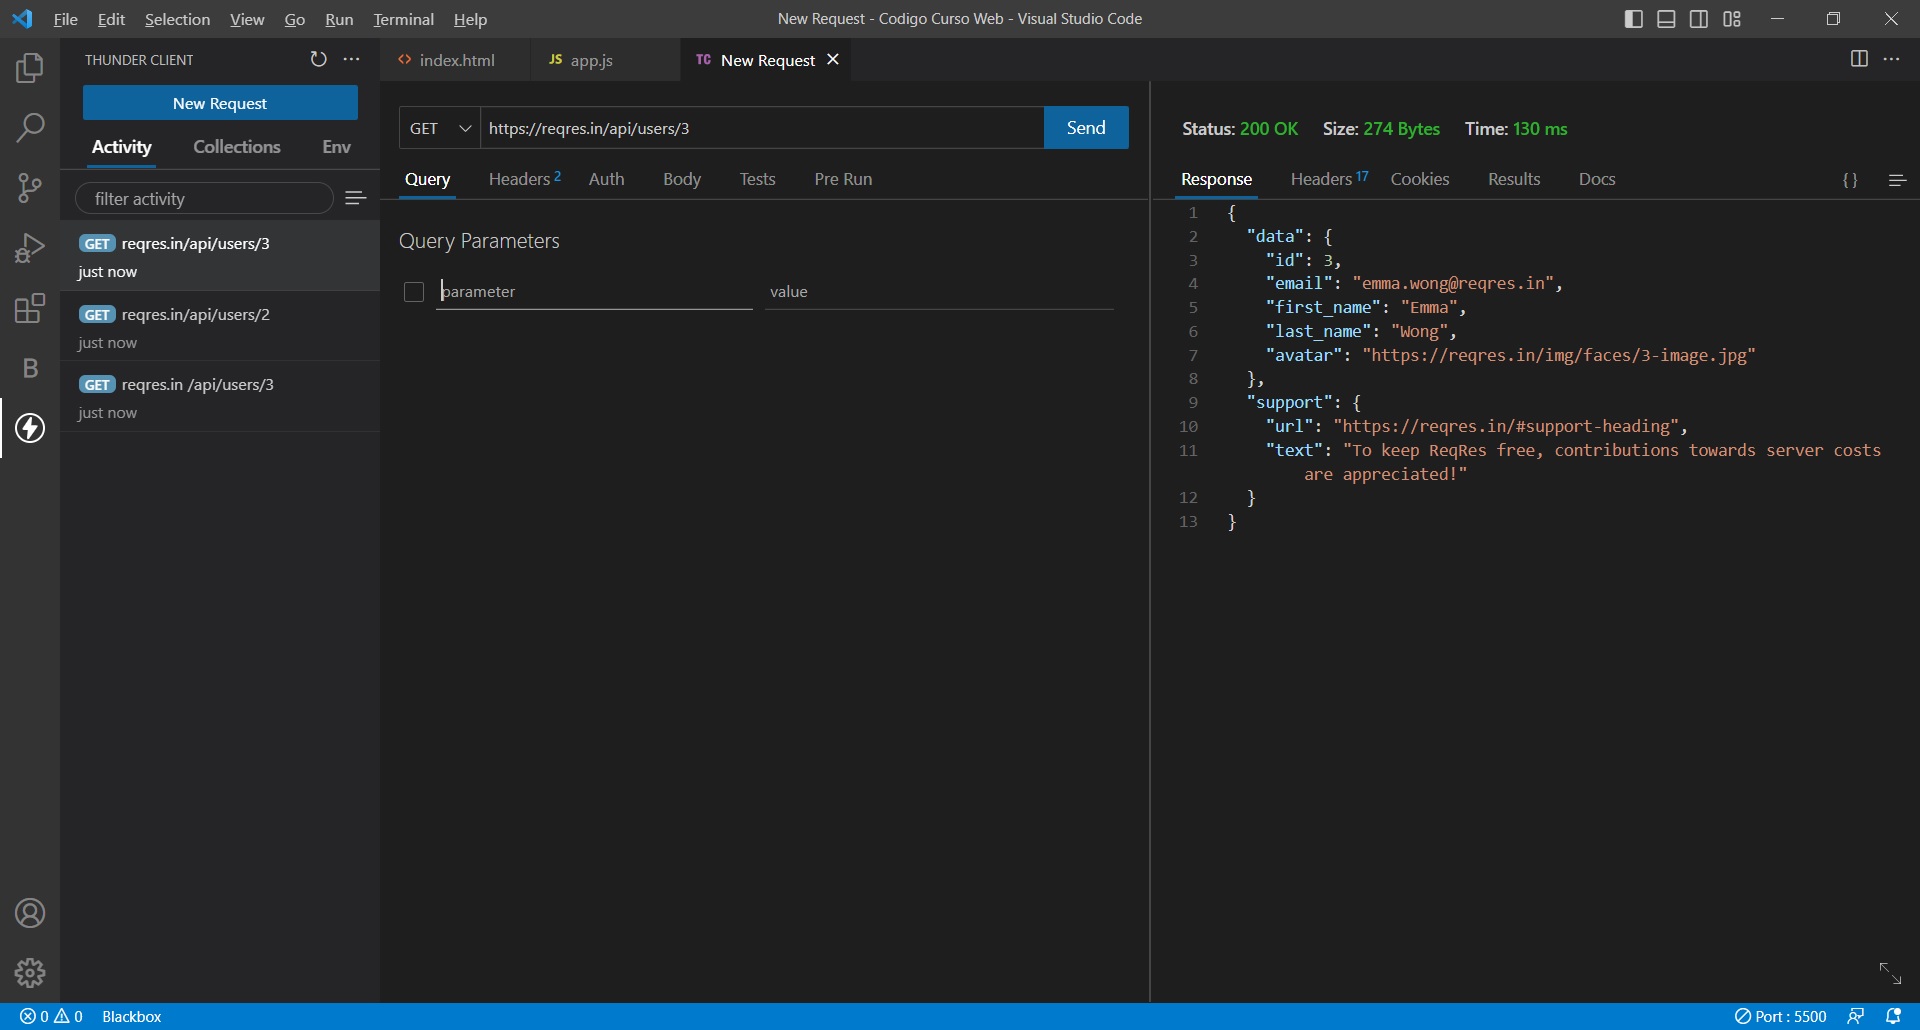 File Edit Selection View Go Run Terminal Help
New Request - Codigo Curso Web - Visual Studio Code
THUNDER CLIENT
New Request
Activity Collections Env
filter activity
GET reqres.in/api/users/3
just now
GET reqres.in/api/users/2
just now
GET reqres.in /api/users/3
just now
B
<> index.html
JS app.js
TC New Request
GET https://reqres.in/api/users/3 Send
Query Headers 2 Auth Body Tests Pre Run
Query Parameters
parameter value
Status: 200 OK Size: 274 Bytes Time: 130 ms
Response Headers 17 Cookies Results Docs {}
1 {
2 "data": {
3 "id": 3,
4 "email": "emma.wong@reqres.in",
5 "first_name": "Emma",
6 "last_name": "Wong",
7 "avatar": "https://reqres.in/img/faces/3-image.jpg"
8 },
9 "support": {
10 "url": "https://reqres.in/#support-heading",
11 "text": "To keep ReqRes free, contributions towards server costs
are appreciated!"
12 }
13 }
0 0 Blackbox
Port : 5500